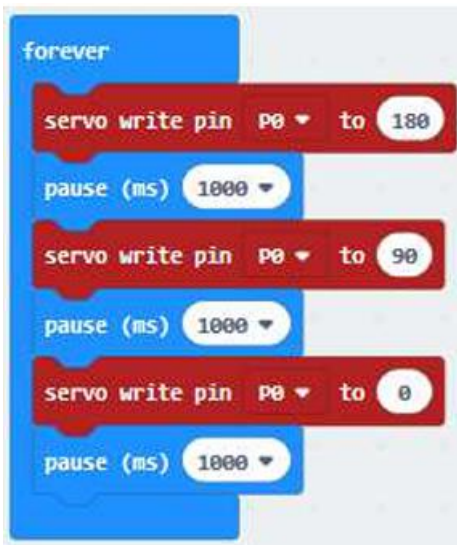 forever
servo write pin P0 to 180
pause (ms) 1000
servo write pin P0 to 90
pause (ms) 1000
servo write pin P0 to 0
pause (ms) 1000